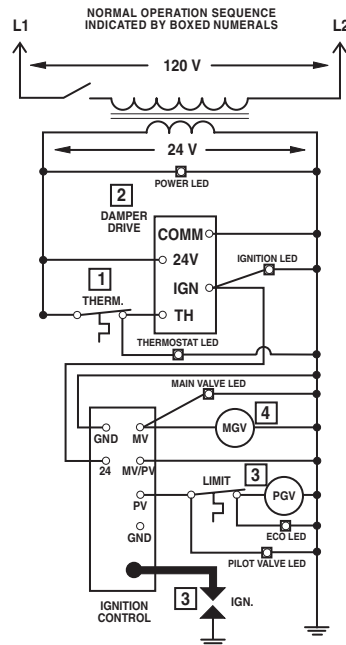 NORMAL OPERATION SEQUENCE
INDICATED BY BOXED NUMERALS
L1
L2
120 V
24 V
POWER LED
2
DAMPER
DRIVE
COMM
24V
IGN
TH
IGNITION LED
1
THERM.
THERMOSTAT LED
MAIN VALVE LED
GND
MV
MGV
4
24
MV/PV
LIMIT
3
PV
PGV
GND
ECO LED
PILOT VALVE LED
3
IGN.
IGNITION
CONTROL